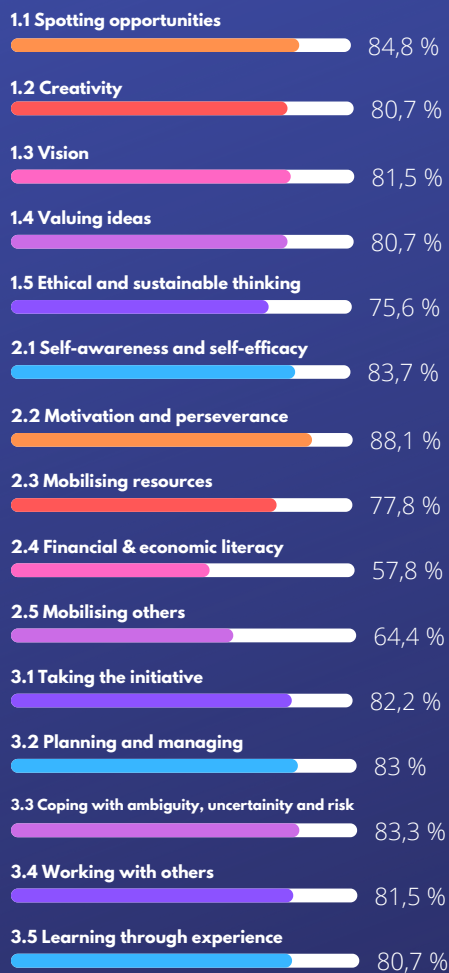 1.1 Spotting opportunities
84,8 %
1.2 Creativity
80,7 %
1.3 Vision
81,5 %
1.4 Valuing ideas
80,7 %
1.5 Ethical and sustainable thinking
75,6 %
2.1 Self-awareness and self-efficacy
83,7 %
2.2 Motivation and perseverance
88,1 %
2.3 Mobilising resources
77,8 %
2.4 Financial & economic literacy
57,8 %
2.5 Mobilising others
64,4 %
3.1 Taking the initiative
82,2 %
3.2 Planning and managing
83 %
3.3 Coping with ambiguity, uncertainity and risk
83,3 %
3.4 Working with others
81,5 %
3.5 Learning through experience
80,7 %